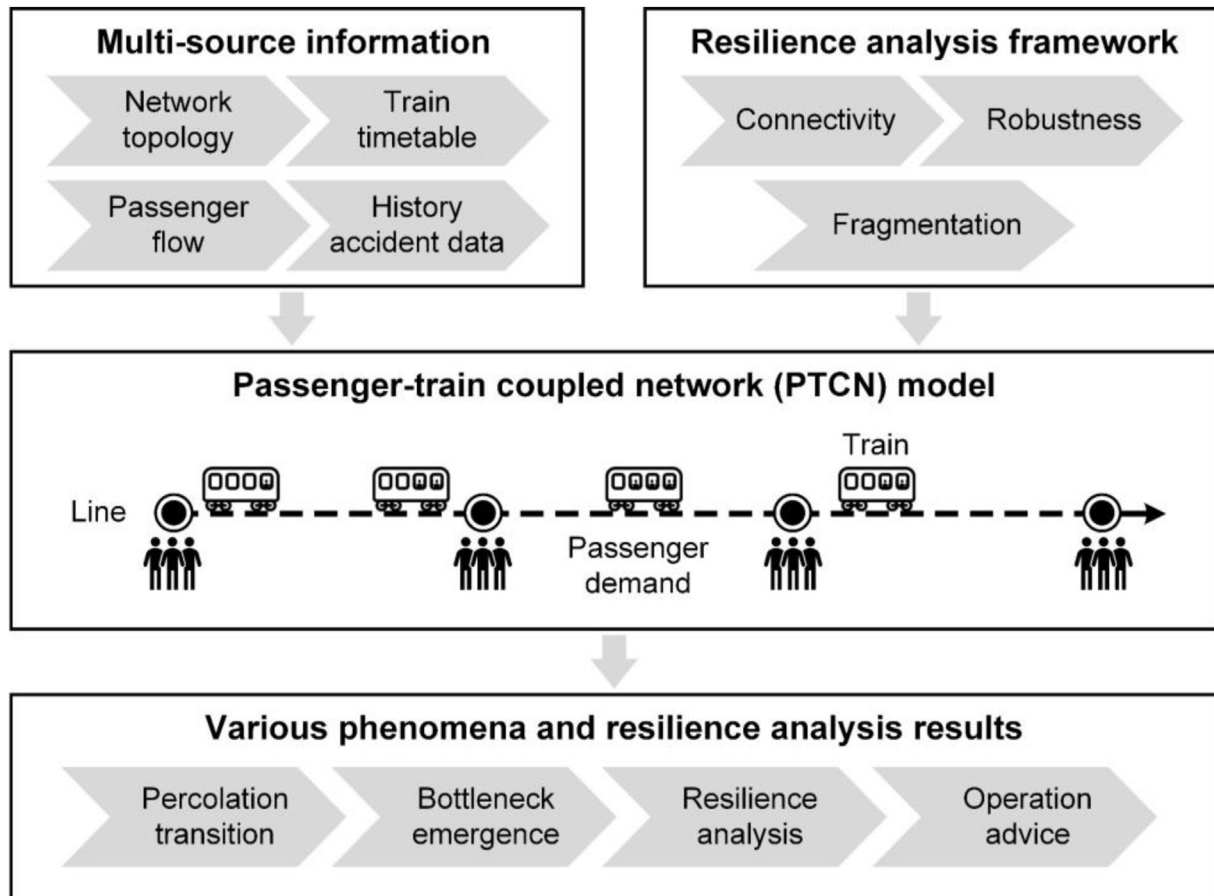 Multi-source information
Network
topology
Train
timetable
Passenger
flow
History
accident data
Resilience analysis framework
Connectivity
Robustness
Fragmentation
Passenger-train coupled network (PTCN) model
Train
Line
Passenger
demand
Various phenomena and resilience analysis results
Percolation
transition
Bottleneck
emergence
Resilience
analysis
Operation
advice